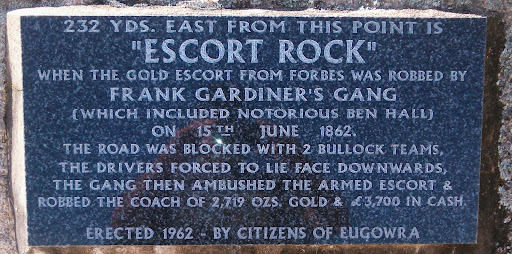 232 YDS. EAST FROM THIS POINT IS
"ESCORT ROCK"
WHEN THE GOLD ESCORT FROM FORBES WAS ROBBED BY
FRANK GARDINER'S GANG
(WHICH INCLUDED NOTORIOUS BEN HALL)
ON 15TH JUNE 1862.
THE ROAD WAS BLOCKED WITH 2 BULLOCK TEAMS,
THE DRIVERS FORCED TO LIE FACE DOWNWARDS,
THE GANG THEN AMBUSHED THE ARMED ESCORT &
ROBBED THE COACH OF 2,719 OZS. GOLD & £3,700 IN CASH.
ERECTED 1962 - BY CITIZENS OF EUGOWRA